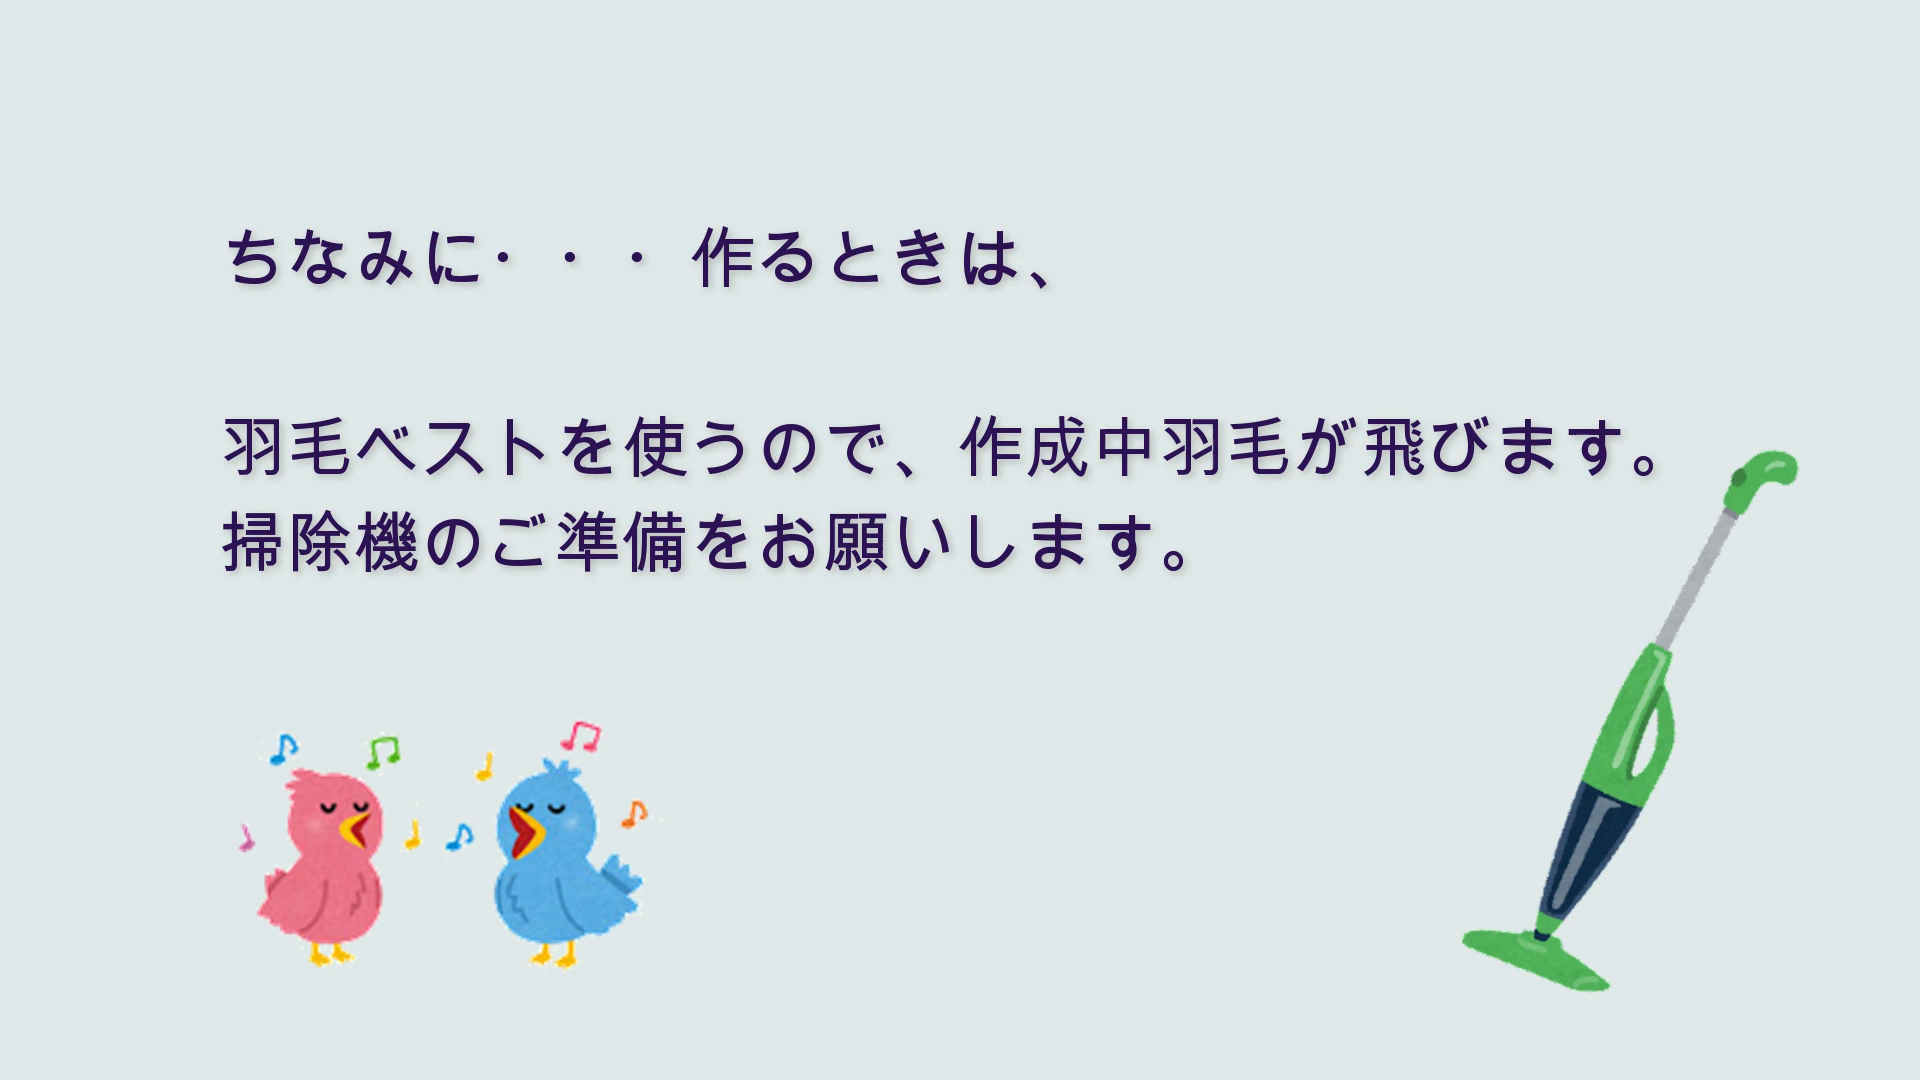 ちなみに・・・作るときは、
羽毛ベストを使うので、作成中羽毛が飛びます。
掃除機のご準備をお願いします。